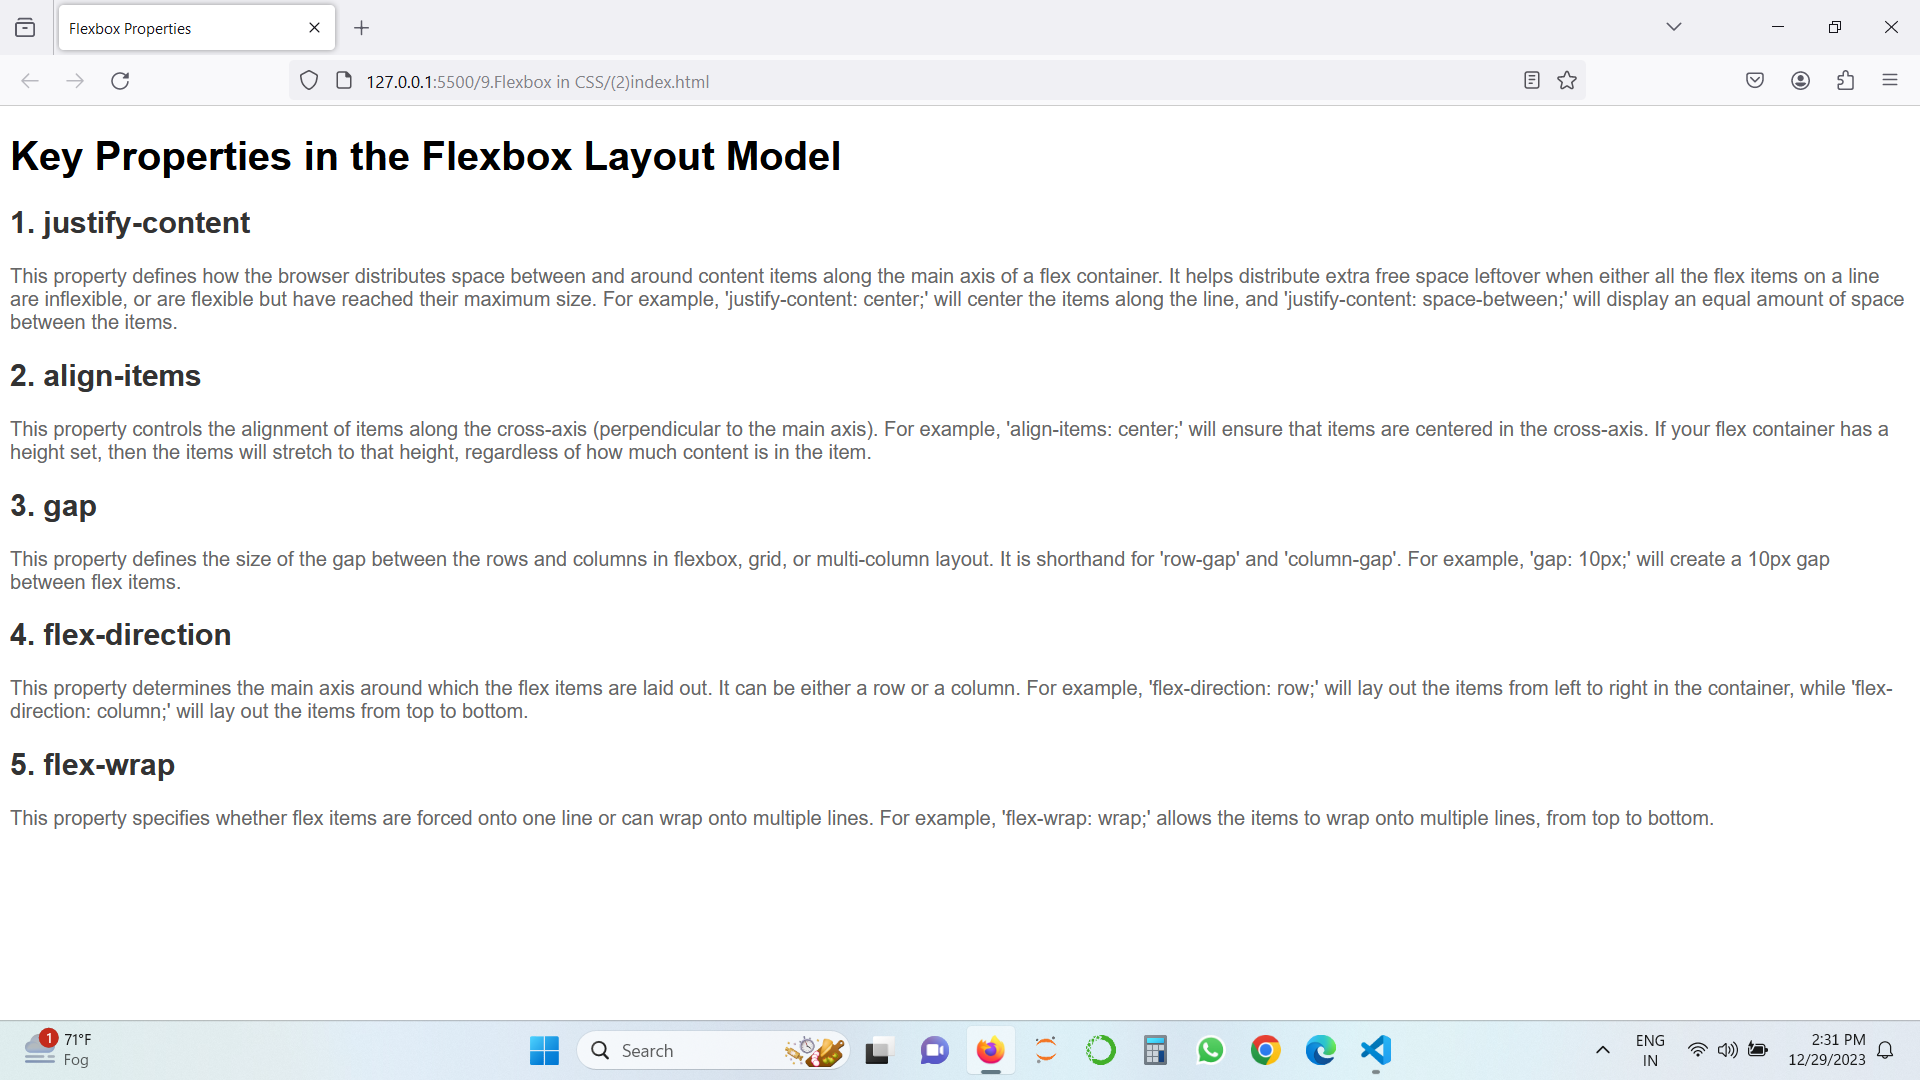 Flexbox Properties
127.0.0.1:5500/9.Flexbox in CSS/(2)index.html
Key Properties in the Flexbox Layout Model
1. justify-content
This property defines how the browser distributes space between and around content items along the main axis of a flex container. It helps distribute extra free space leftover when either all the flex items on a line
are inflexible, or are flexible but have reached their maximum size. For example, 'justify-content: center;' will center the items along the line, and 'justify-content: space-between;' will display an equal amount of space
between the items.
2. align-items
This property controls the alignment of items along the cross-axis (perpendicular to the main axis). For example, 'align-items: center;' will ensure that items are centered in the cross-axis. If your flex container has a
height set, then the items will stretch to that height, regardless of how much content is in the item.
3. gap
This property defines the size of the gap between the rows and columns in flexbox, grid, or multi-column layout. It is shorthand for 'row-gap' and 'column-gap'. For example, 'gap: 10px;' will create a 10px gap
between flex items.
4. flex-direction
This property determines the main axis around which the flex items are laid out. It can be either a row or a column. For example, 'flex-direction: row;' will lay out the items from left to right in the container, while 'flex-
direction: column;' will lay out the items from top to bottom.
5. flex-wrap
This property specifies whether flex items are forced onto one line or can wrap onto multiple lines. For example, 'flex-wrap: wrap;' allows the items to wrap onto multiple lines, from top to bottom.
1
71°F
Fog
Search
ENG
IN
2:31 PM
12/29/2023